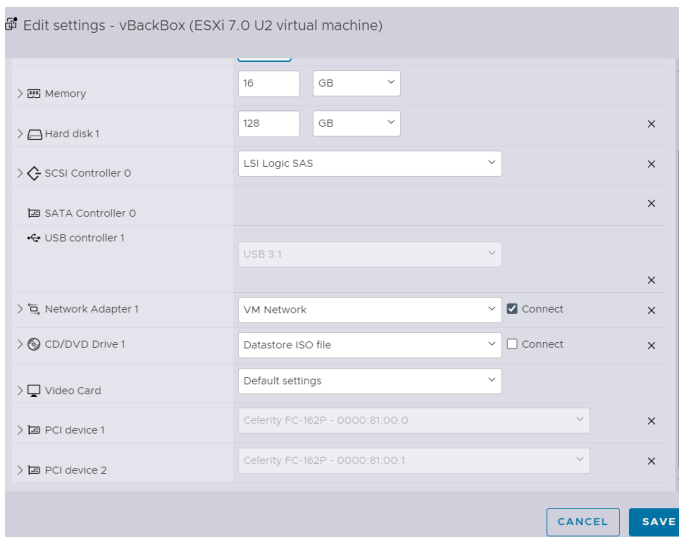 Edit settings - vBackBox (ESXi 7.0 U2 virtual machine)
Memory 16 GB
Hard disk 1 128 GB
SCSI Controller 0 LSI Logic SAS
SATA Controller 0
USB controller 1
USB 3.1
Network Adapter 1 VM Network Connect
CD/DVD Drive 1 Datastore ISO file Connect
Video Card Default settings
PCI device 1 Celerity FC-162P - 0000:81:00.0
PCI device 2 Celerity FC-162P - 0000:81:00.1
CANCEL SAVE